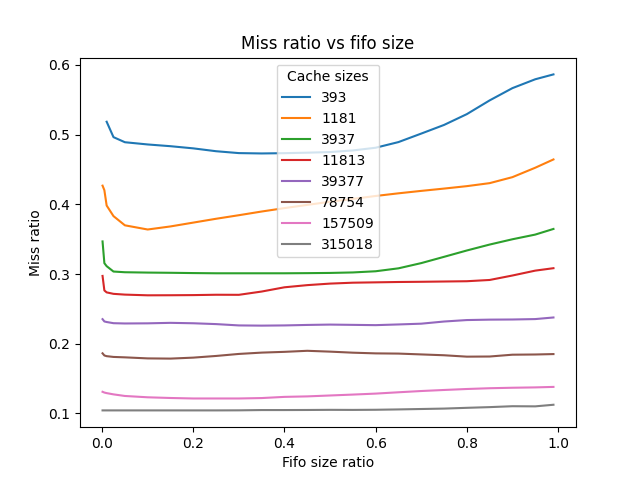 Miss ratio vs fifo size
Cache sizes
393
1181
3937
11813
39377
78754
157509
315018
Miss ratio
0.6
0.5
0.4
0.3
0.2
0.1
0.0 0.2 0.4 0.6 0.8 1.0
Fifo size ratio